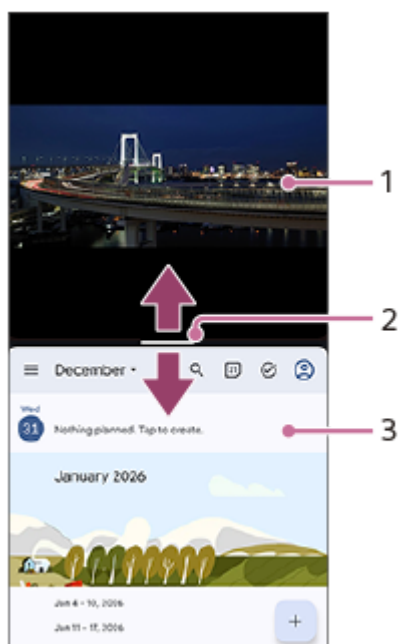 1
2
December
31
3
Wed
31
Nothing planned. Tap to create.
January 2026
Jan 4 – 10, 2026
Jan 11 – 17, 2026
+